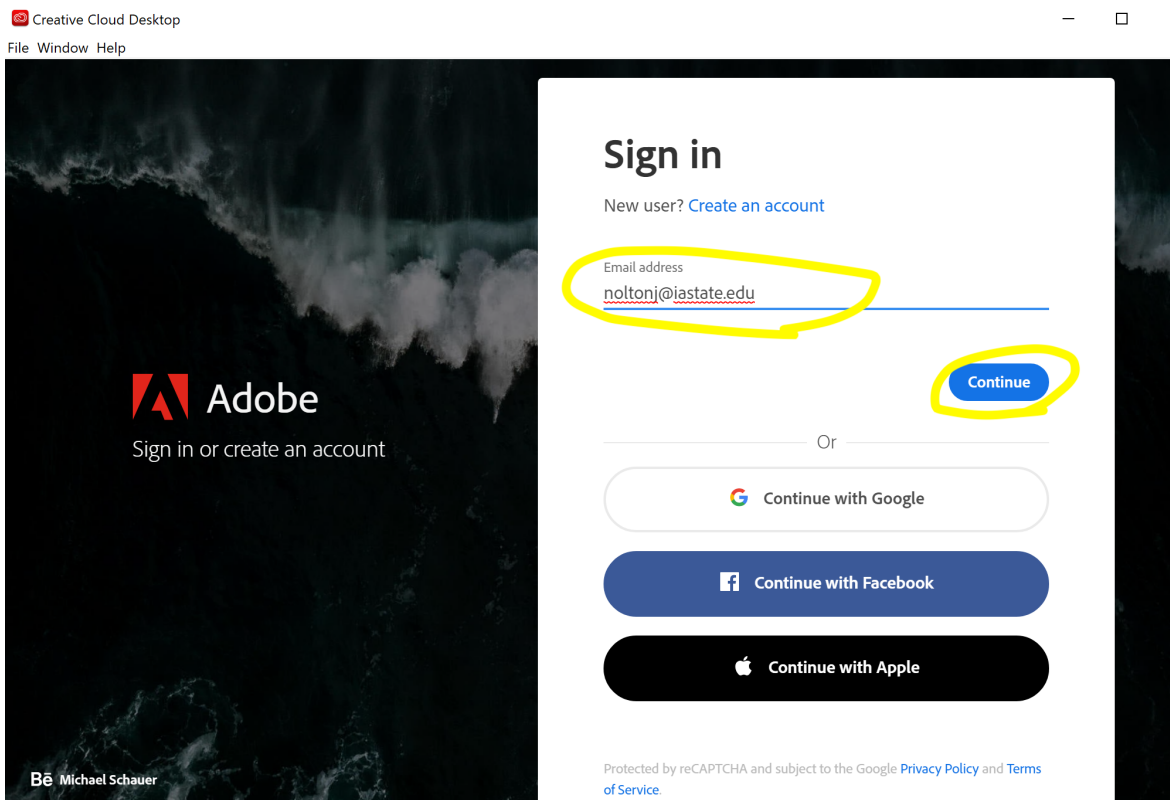 Creative Cloud Desktop
File Window Help
Sign in
New user? Create an account
Email address
noltonj@iastate.edu
Continue
Or
Continue with Google
Continue with Facebook
Continue with Apple
Protected by reCAPTCHA and subject to the Google Privacy Policy and Terms
of Service.
Adobe
Sign in or create an account
Bē Michael Schauer